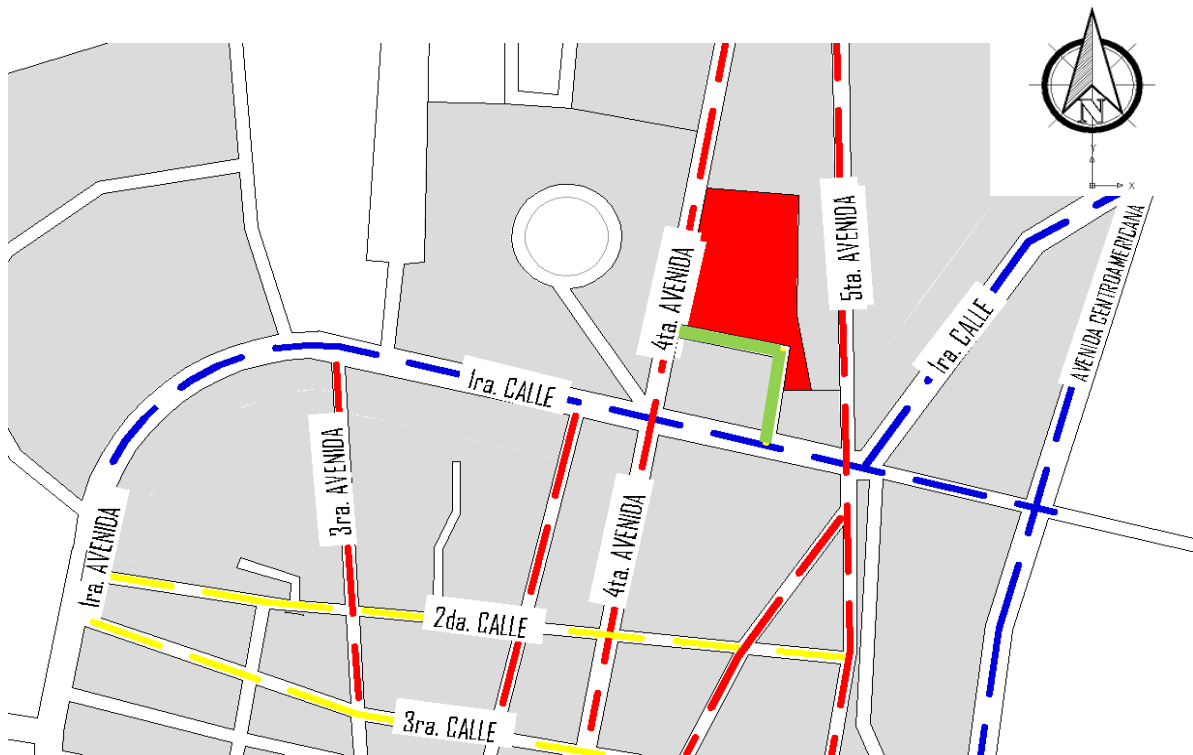 N
Y
X
5ta. AVENIDA
4ta. AVENIDA
AVENIDA CENTROAMERICANA
1ra. CALLE
1ra. CALLE
3ra. AVENIDA
1ra. AVENIDA
4ta. AVENIDA
2da. CALLE
3ra. CALLE